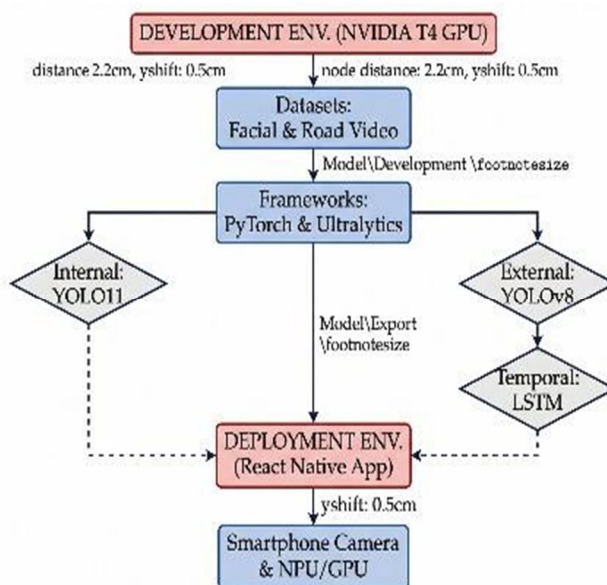 DEVELOPMENT ENV. (NVIDIA T4 GPU)
distance 2.2cm, yshift: 0.5cm
node distance: 2.2cm, yshift: 0.5cm
Datasets:
Facial & Road Video
Model\Development \footnotesize
Frameworks:
PyTorch & Ultralytics
Internal:
YOLO11
External:
YOLOv8
Model\Export
\footnotesize
Temporal:
LSTM
DEPLOYMENT ENV.
(React Native App)
yshift: 0.5cm
Smartphone Camera
& NPU/GPU